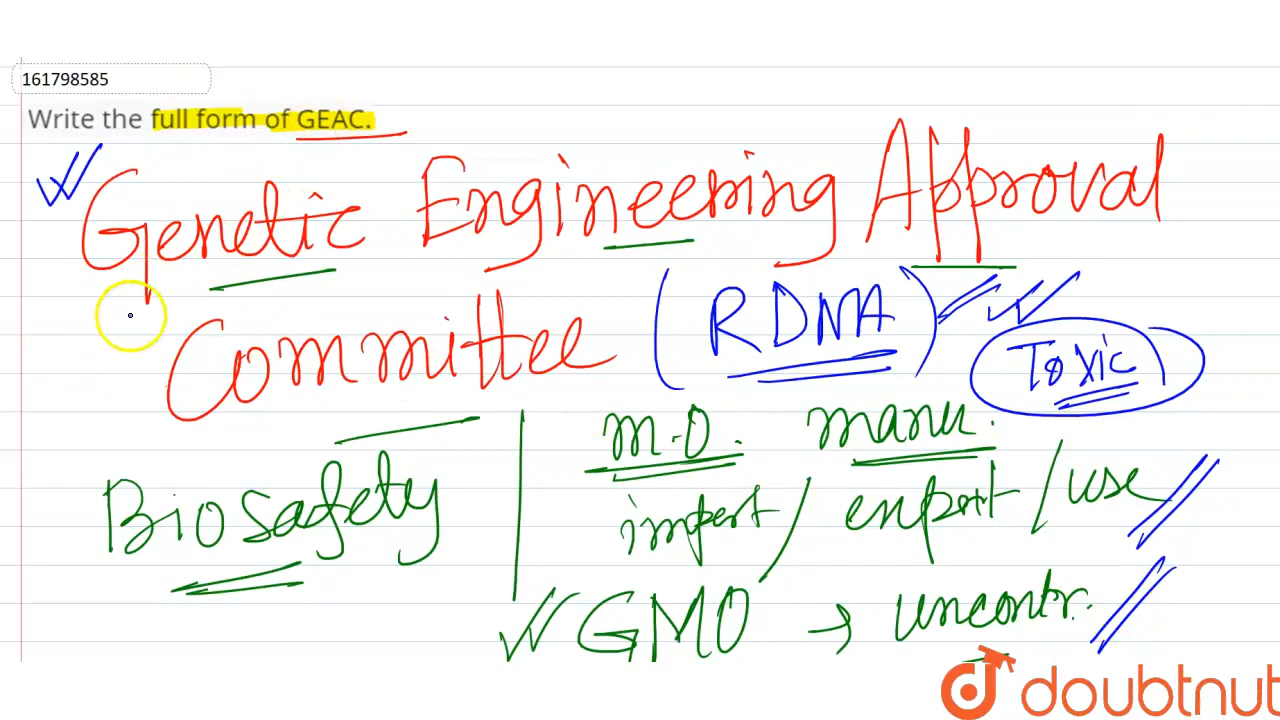 161798585
Write the full form of GEAC.
Genetic Engineering Approval
Committee (RDNA)
Toxic
Biosafety
M.O. manu.
import / export / use
GMO → uncontr.
doubtnut